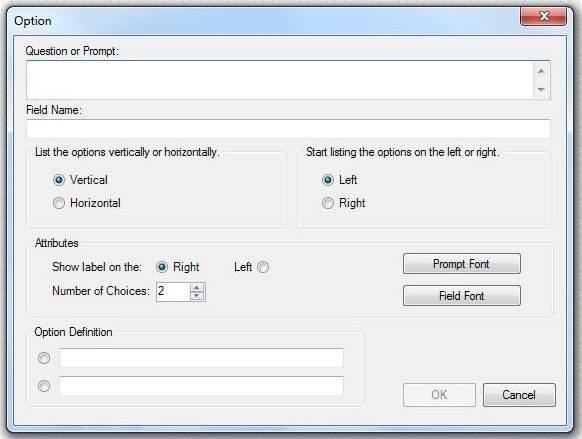 Option
Question or Prompt:
Field Name:
List the options vertically or horizontally.
Vertical
Horizontal
Start listing the options on the left or right.
Left
Right
Attributes
Show label on the: Right Left
Number of Choices: 2
Prompt Font
Field Font
Option Definition
OK Cancel